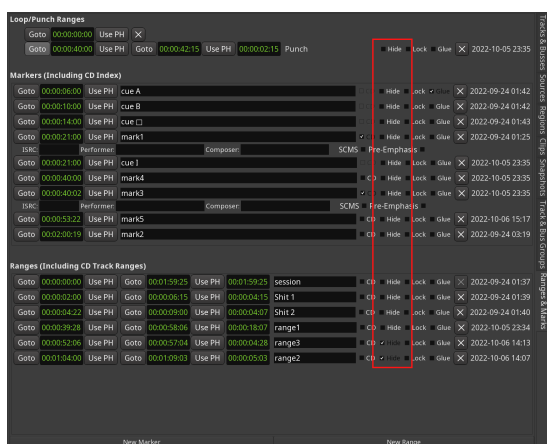 Loop/Punch Ranges
Goto 00:00:00:00 Use PH
Goto 00:00:40:00 Use PH Goto 00:00:42:15 Use PH 00:00:02:15 Punch Hide Lock Glue 2022-10-05 23:35
Markers (Including CD Index)
Goto 00:00:06:00 Use PH cue A Hide Lock Glue 2022-09-24 01:42
Goto 00:00:10:00 Use PH cue B Hide Lock Glue 2022-09-24 01:42
Goto 00:00:14:00 Use PH cue □ Hide Lock Glue 2022-09-24 01:43
Goto 00:00:21:00 Use PH mark1 CD Hide Lock Glue 2022-09-24 01:25
ISRC: Performer: Composer: SCMS Pre-Emphasis
Goto 00:00:21:00 Use PH cue I Hide Lock Glue 2022-10-05 23:35
Goto 00:00:40:00 Use PH mark4 CD Hide Lock Glue 2022-10-05 23:35
Goto 00:00:40:02 Use PH mark3 CD Hide Lock Glue 2022-10-05 23:35
ISRC: Performer: Composer: SCMS Pre-Emphasis
Goto 00:00:53:22 Use PH mark5 CD Hide Lock Glue 2022-10-06 15:17
Goto 00:02:00:19 Use PH mark2 CD Hide Lock Glue 2022-09-24 03:19
Ranges (Including CD Track Ranges)
Goto 00:00:00:00 Use PH Goto 00:01:59:25 Use PH 00:01:59:25 session CD Hide Lock Glue 2022-09-24 01:37
Goto 00:00:02:00 Use PH Goto 00:00:06:15 Use PH 00:00:04:15 Shit 1 CD Hide Lock Glue 2022-09-24 01:39
Goto 00:00:04:22 Use PH Goto 00:00:09:00 Use PH 00:00:04:07 Shit 2 CD Hide Lock Glue 2022-09-24 01:40
Goto 00:00:39:28 Use PH Goto 00:00:58:06 Use PH 00:00:18:07 range1 CD Hide Lock Glue 2022-10-05 23:34
Goto 00:00:52:06 Use PH Goto 00:00:57:04 Use PH 00:00:04:28 range3 CD Hide Lock Glue 2022-10-06 14:13
Goto 00:01:04:00 Use PH Goto 00:01:09:03 Use PH 00:00:05:03 range2 CD Hide Lock Glue 2022-10-06 14:07
New Marker New Range
Tracks & Busses Sources Regions Clips Snapshots Track & Bus Groups Ranges & Marks